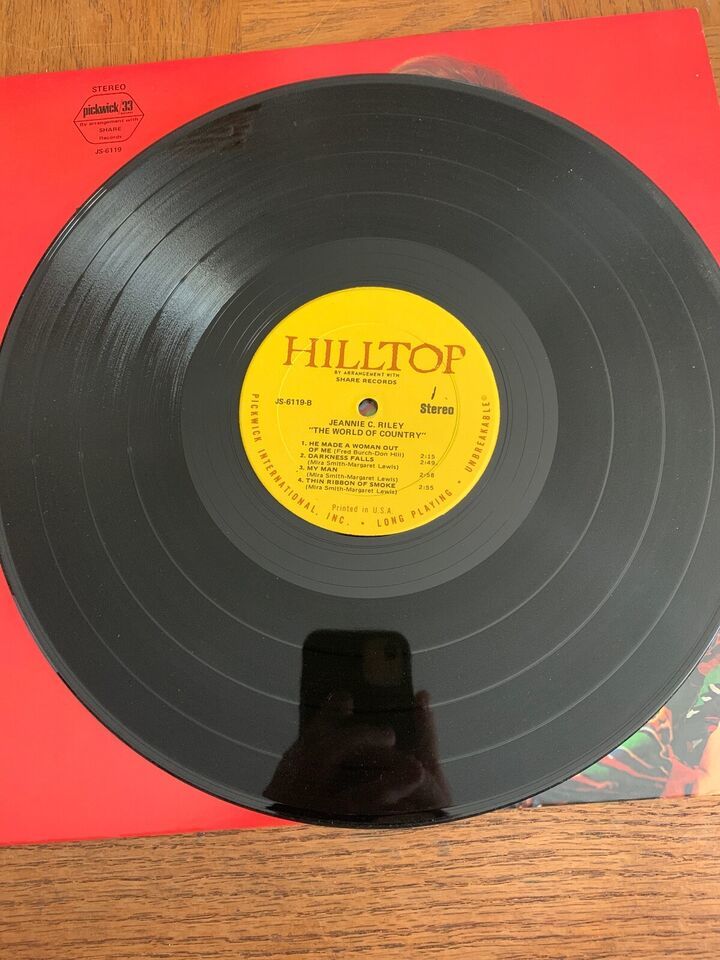 STEREO
pickwick/33
By arrangement with
SHARE
Records
JS-6119
HILLTOP
BY ARRANGEMENT WITH
SHARE RECORDS
JS-6119-B
Stereo
JEANNIE C. RILEY
"THE WORLD OF COUNTRY"
1. HE MADE A WOMAN OUT
OF ME (Fred Burch-Don Hill) 2:15
2. DARKNESS FALLS 2:49
(Mira Smith-Margaret Lewis)
3. MY MAN 2:58
(Mira Smith-Margaret Lewis)
4. THIN RIBBON OF SMOKE 2:55
(Mira Smith-Margaret Lewis)
Printed in U.S.A.
PICKWICK INTERNATIONAL, INC. • LONG PLAYING • UNBREAKABLE©